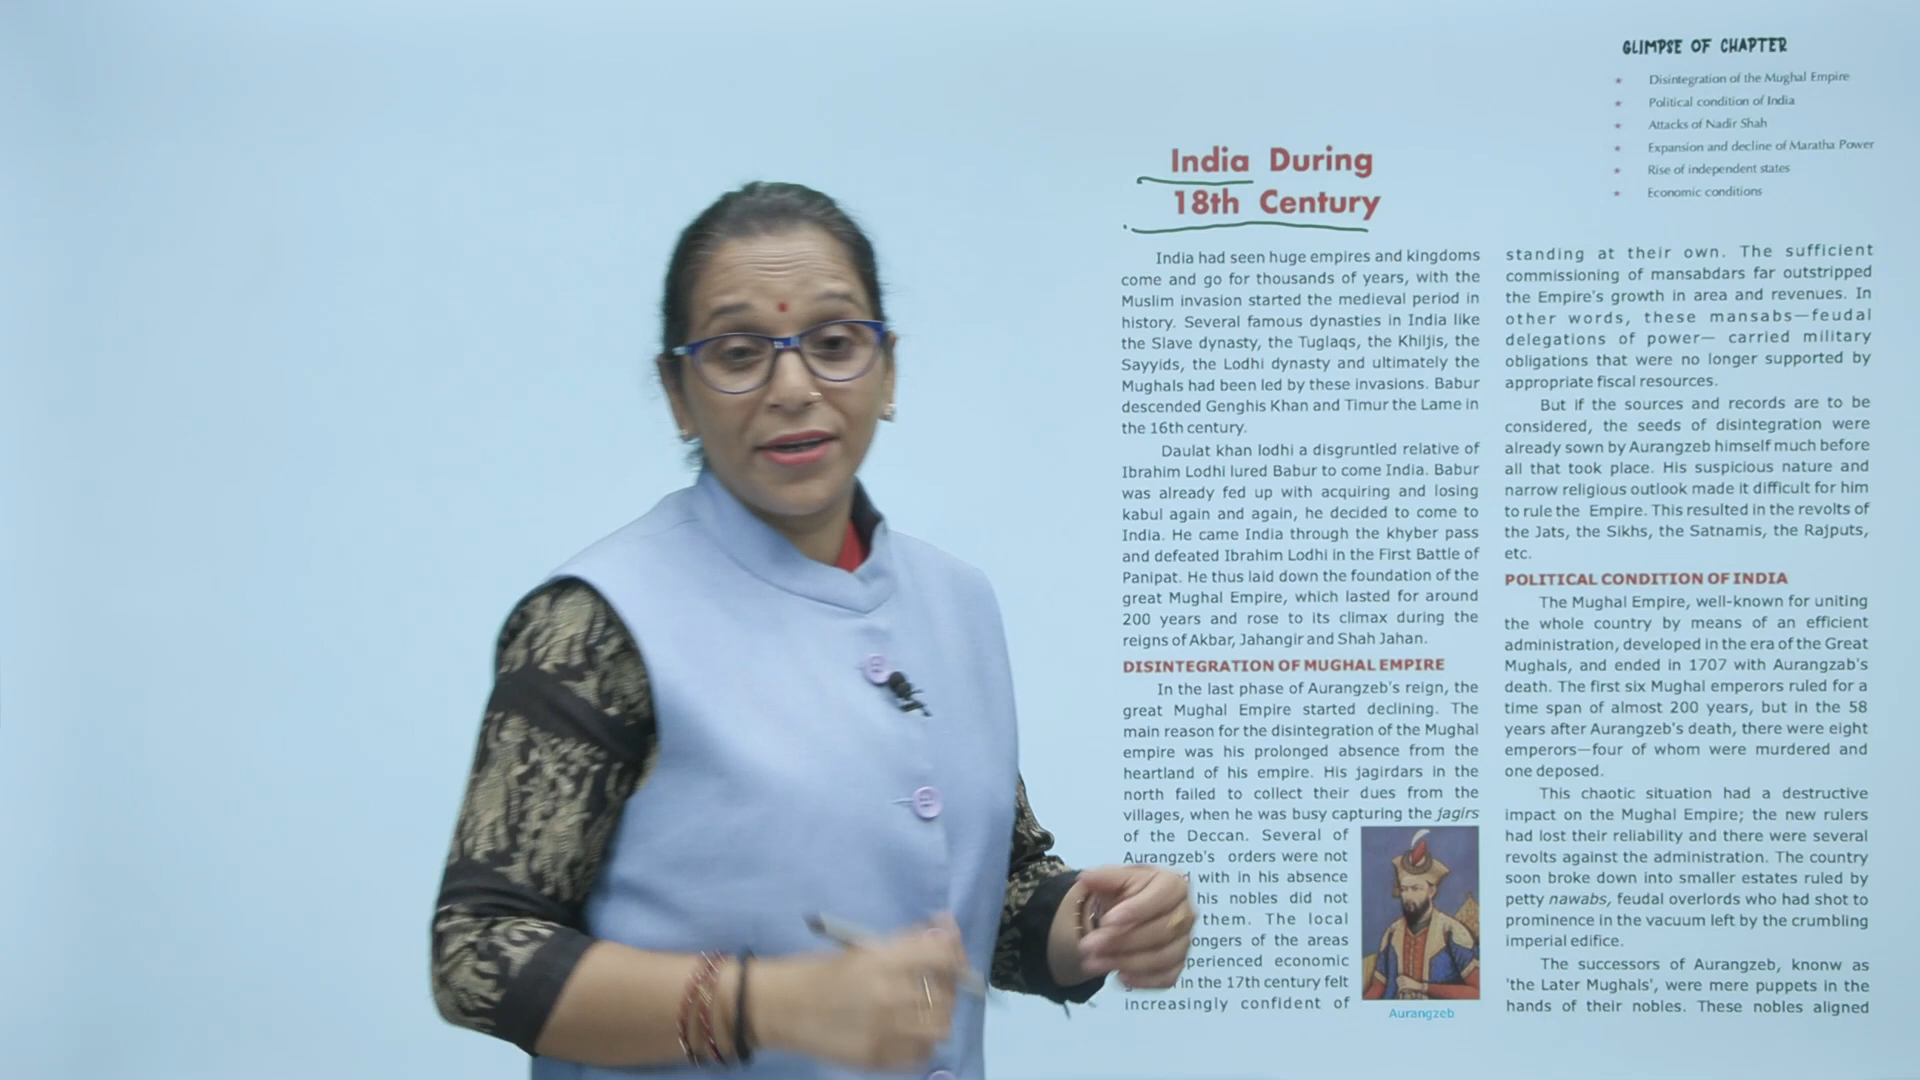 GLIMPSE OF CHAPTER
Disintegration of the Mughal Empire
Political condition of India
Attacks of Nadir Shah
Expansion and decline of Maratha Power
Rise of independent states
Economic conditions
India During
18th Century
India had seen huge empires and kingdoms
come and go for thousands of years, with the
Muslim invasion started the medieval period in
history. Several famous dynasties in India like
the Slave dynasty, the Tuglaqs, the Khiljis, the
Sayyids, the Lodhi dynasty and ultimately the
Mughals had been led by these invasions. Babur
descended Genghis Khan and Timur the Lame in
the 16th century.
Daulat khan lodhi a disgruntled relative of
Ibrahim Lodhi lured Babur to come India. Babur
was already fed up with acquiring and losing
kabul again and again, he decided to come to
India. He came India through the khyber pass
and defeated Ibrahim Lodhi in the First Battle of
Panipat. He thus laid down the foundation of the
great Mughal Empire, which lasted for around
200 years and rose to its climax during the
reigns of Akbar, Jahangir and Shah Jahan.
DISINTEGRATION OF MUGHAL EMPIRE
In the last phase of Aurangzeb's reign, the
great Mughal Empire started declining. The
main reason for the disintegration of the Mughal
empire was his prolonged absence from the
heartland of his empire. His jagirdars in the
north failed to collect their dues from the
villages, when he was busy capturing the jagirs
of the Deccan. Several of
Aurangzeb's orders were not
with in his absence
his nobles did not
them. The local
of the areas
economic
in the 17th century felt
increasingly confident of
Aurangzeb
standing at their own. The sufficient
commissioning of mansabdars far outstripped
the Empire's growth in area and revenues. In
other words, these mansabs—feudal
delegations of power— carried military
obligations that were no longer supported by
appropriate fiscal resources.
But if the sources and records are to be
considered, the seeds of disintegration were
already sown by Aurangzeb himself much before
all that took place. His suspicious nature and
narrow religious outlook made it difficult for him
to rule the Empire. This resulted in the revolts of
the Jats, the Sikhs, the Satnamis, the Rajputs,
etc.
POLITICAL CONDITION OF INDIA
The Mughal Empire, well-known for uniting
the whole country by means of an efficient
administration, developed in the era of the Great
Mughals, and ended in 1707 with Aurangzab's
death. The first six Mughal emperors ruled for a
time span of almost 200 years, but in the 58
years after Aurangzeb's death, there were eight
emperors—four of whom were murdered and
one deposed.
This chaotic situation had a destructive
impact on the Mughal Empire; the new rulers
had lost their reliability and there were several
revolts against the administration. The country
soon broke down into smaller estates ruled by
petty nawabs, feudal overlords who had shot to
prominence in the vacuum left by the crumbling
imperial edifice.
The successors of Aurangzeb, knonw as
'the Later Mughals', were mere puppets in the
hands of their nobles. These nobles aligned